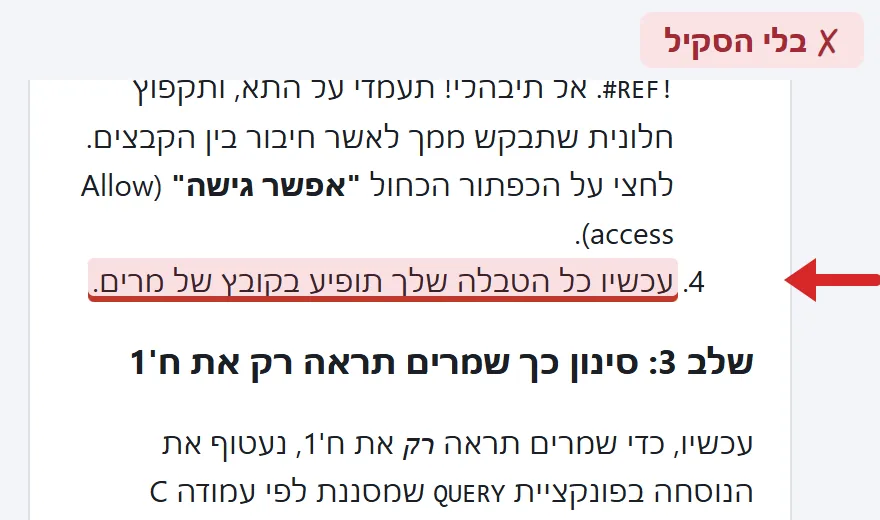 ✗ בלי הסקיל
#REF!. אל תיבהלי! תעמדי על התא, ותקפוץ
חלונית שתבקש ממך לאשר חיבור בין הקבצים.
לחצי על הכפתור הכחול "אפשר גישה" (Allow
access).
4. עכשיו כל הטבלה שלך תופיע בקובץ של מרים.
שלב 3: סינון כך שמרים תראה רק את ח'1
עכשיו, כדי שמרים תראה רק את ח'1, נעטוף את
הנוסחה בפונקציית QUERY שמסננת לפי עמודה C